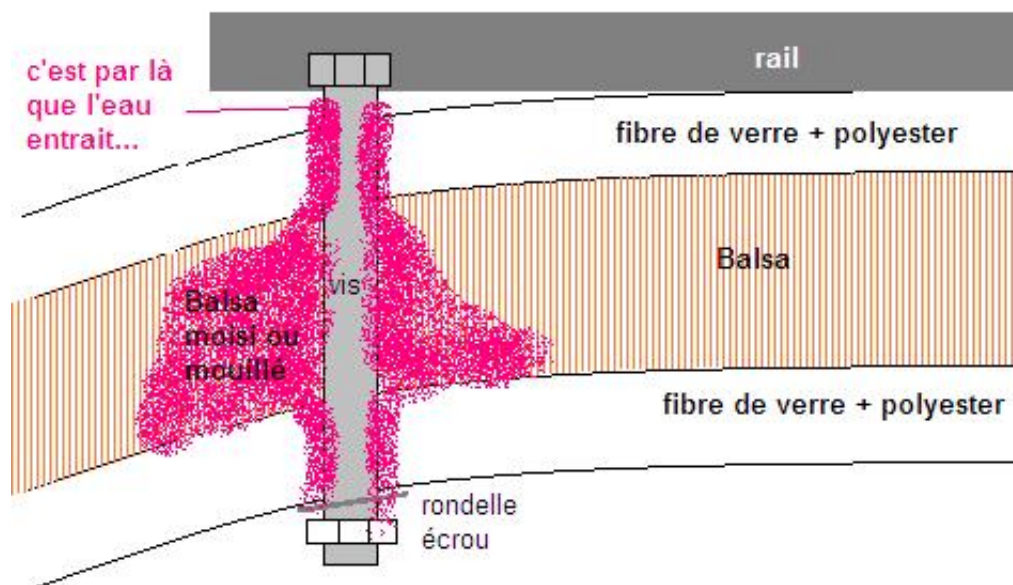 rail
c'est par là
que l'eau
entrait...
fibre de verre + polyester
Balsa
vis
Balsa
moisi ou
mouillé
fibre de verre + polyester
rondelle
écrou